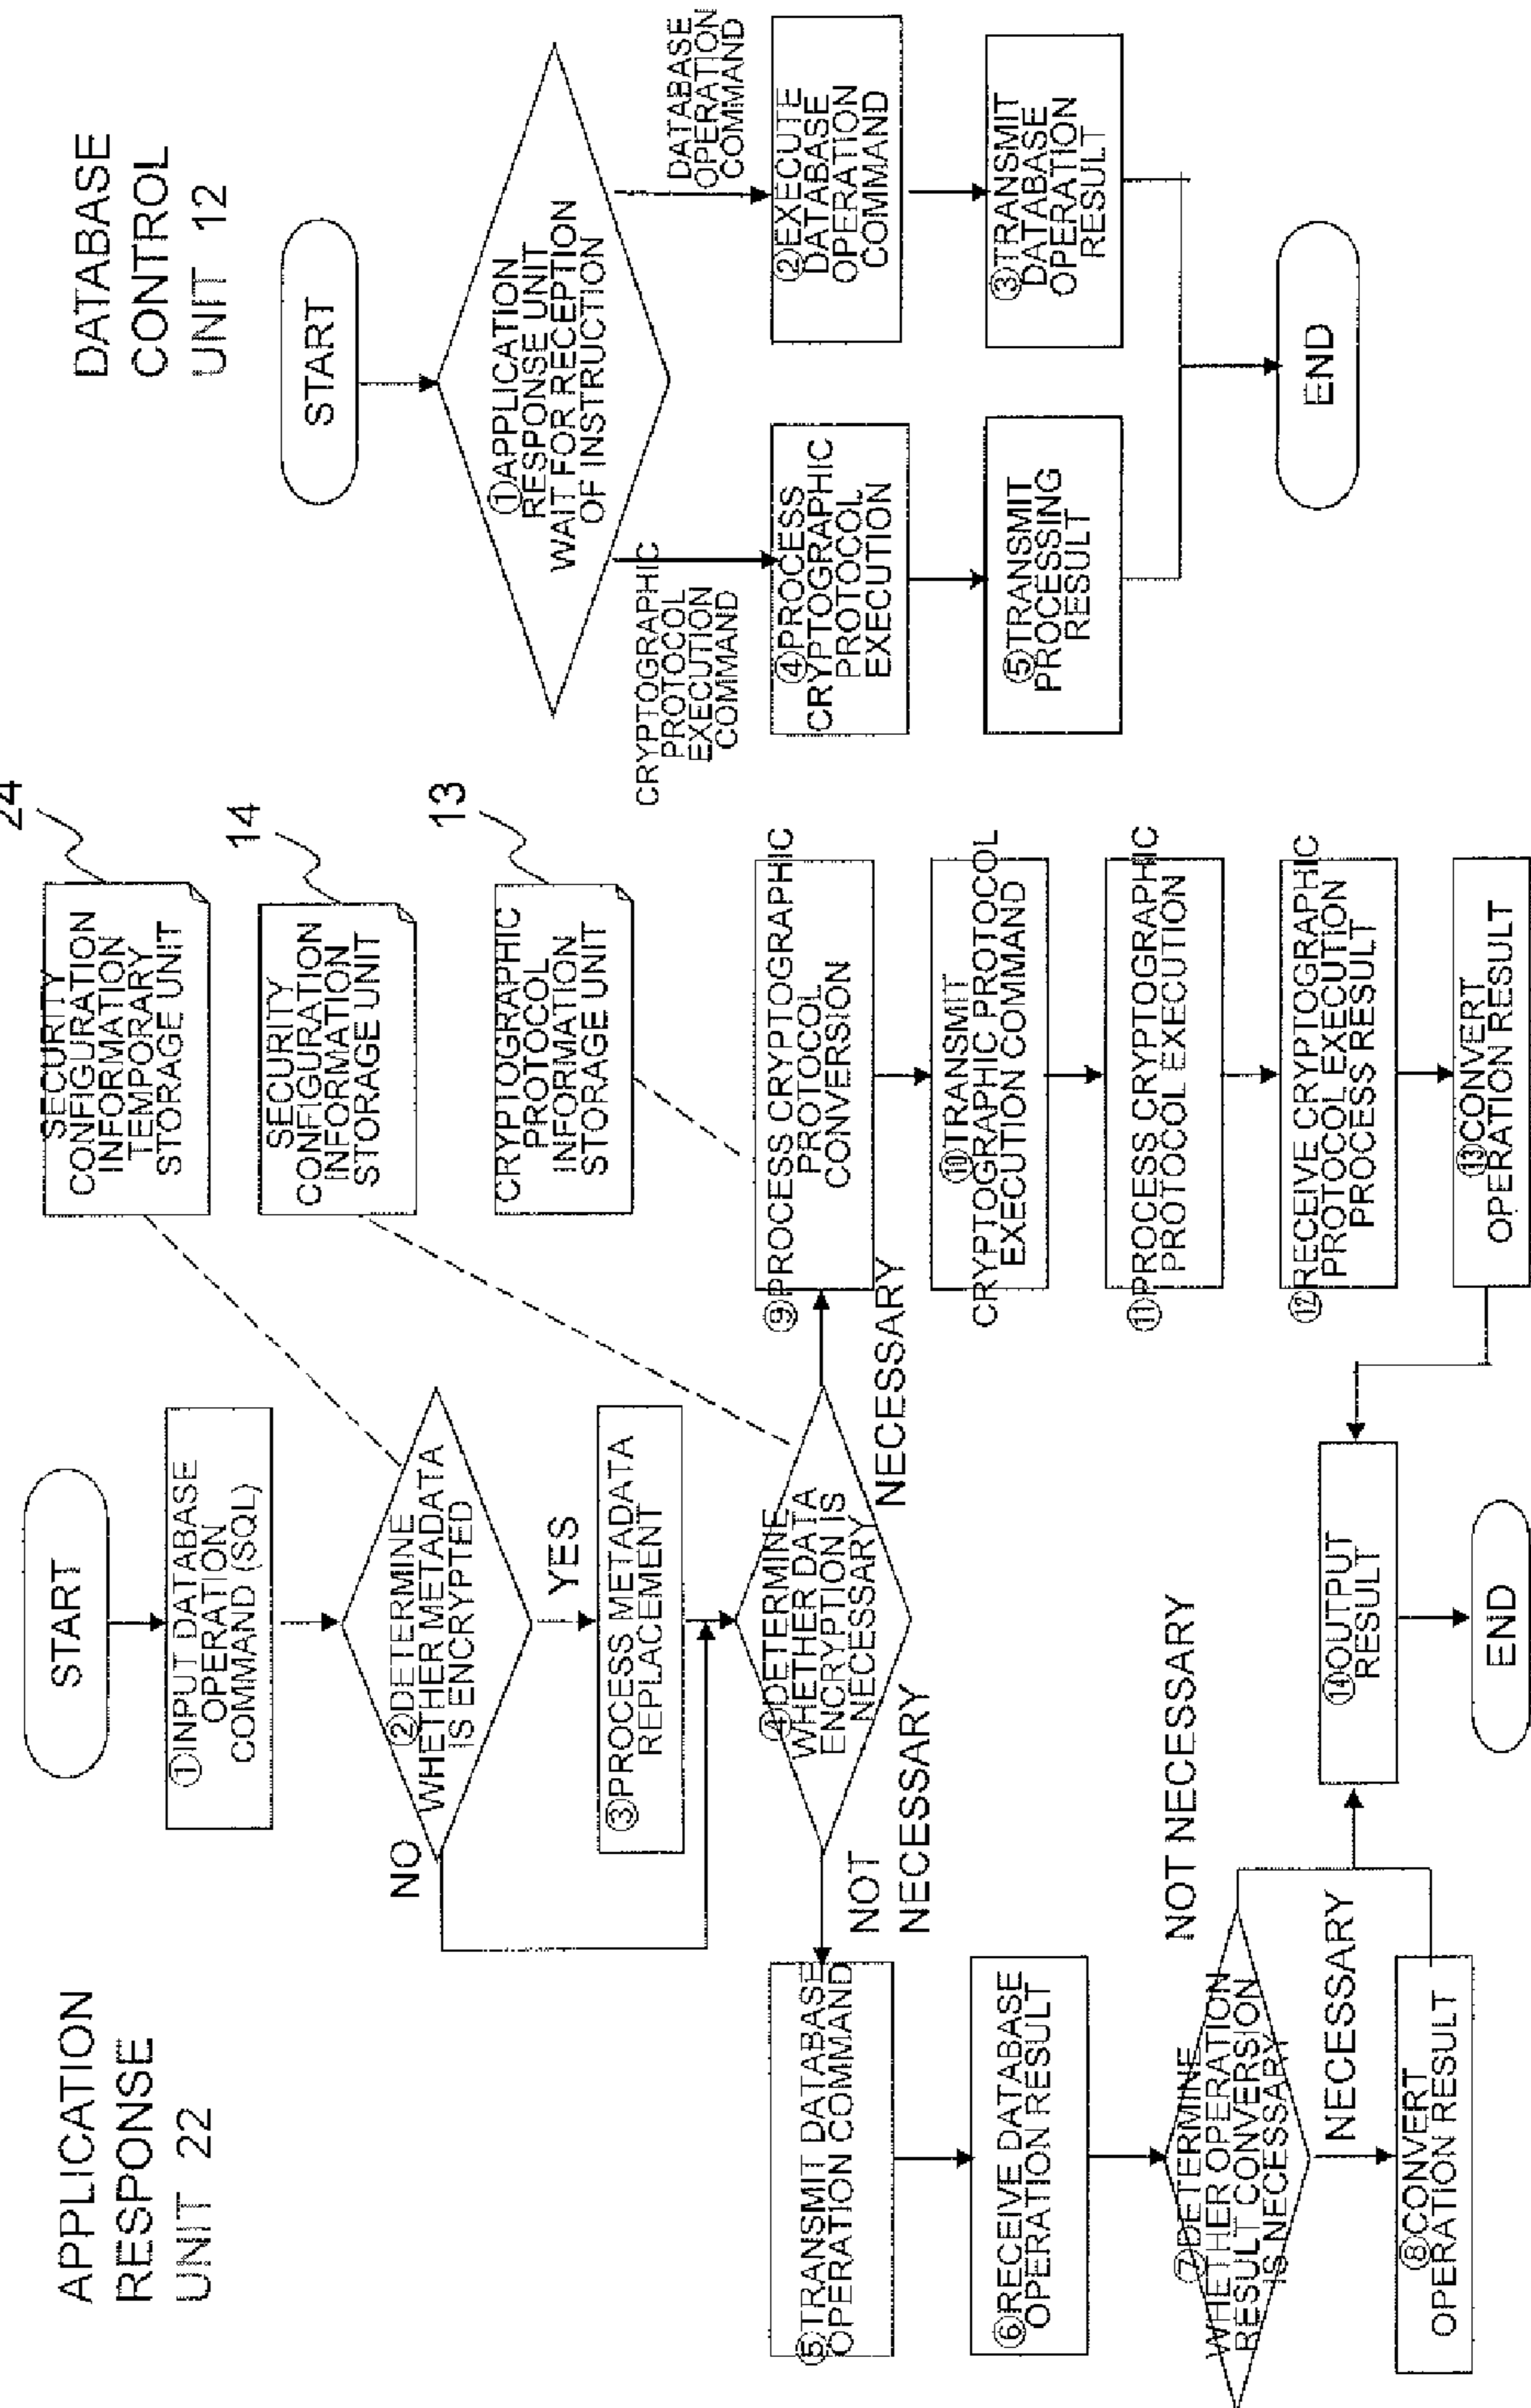 APPLICATION
RESPONSE
UNIT 22
START
①INPUT DATABASE
OPERATION
COMMAND (SQL)
②DETERMINE
WHETHER METADATA
IS ENCRYPTED
NO
YES
③PROCESS METADATA
REPLACEMENT
④DETERMINE
WHETHER DATA
ENCRYPTION IS
NECESSARY
NOT
NECESSARY
NECESSARY
⑤TRANSMIT DATABASE
OPERATION COMMAND
⑥RECEIVE DATABASE
OPERATION RESULT
⑦DETERMINE
WHETHER OPERATION
RESULT CONVERSION
IS NECESSARY
NOT NECESSARY
NECESSARY
⑧CONVERT
OPERATION RESULT
SECURITY
CONFIGURATION
INFORMATION
TEMPORARY
STORAGE UNIT
24
SECURITY
CONFIGURATION
INFORMATION
STORAGE UNIT
14
CRYPTOGRAPHIC
PROTOCOL
INFORMATION
STORAGE UNIT
13
⑨PROCESS CRYPTOGRAPHIC
PROTOCOL
CONVERSION
⑩TRANSMIT
CRYPTOGRAPHIC PROTOCOL
EXECUTION COMMAND
⑪PROCESS CRYPTOGRAPHIC
PROTOCOL EXECUTION
⑫RECEIVE CRYPTOGRAPHIC
PROTOCOL EXECUTION
PROCESS RESULT
⑬CONVERT
OPERATION RESULT
⑭OUTPUT
RESULT
END
DATABASE
CONTROL
UNIT 12
START
①APPLICATION
RESPONSE UNIT
WAIT FOR RECEPTION
OF INSTRUCTION
CRYPTOGRAPHIC
PROTOCOL
EXECUTION
COMMAND
DATABASE
OPERATION
COMMAND
②EXECUTE
DATABASE
OPERATION
COMMAND
③TRANSMIT
DATABASE
OPERATION
RESULT
④PROCESS
CRYPTOGRAPHIC
PROTOCOL
EXECUTION
⑤TRANSMIT
PROCESSING
RESULT
END